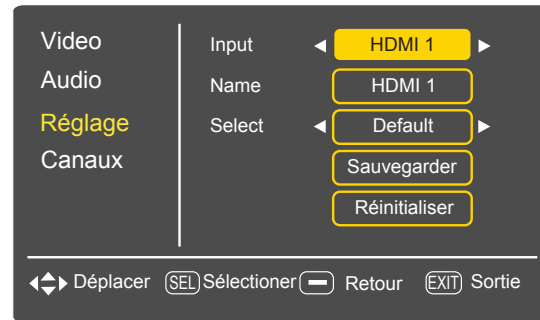 Video
Audio
Réglage
Canaux
Input HDMI 1
Name HDMI 1
Select Default
Sauvegarder
Réinitialiser
Déplacer SEL Sélectioner Retour EXIT Sortie